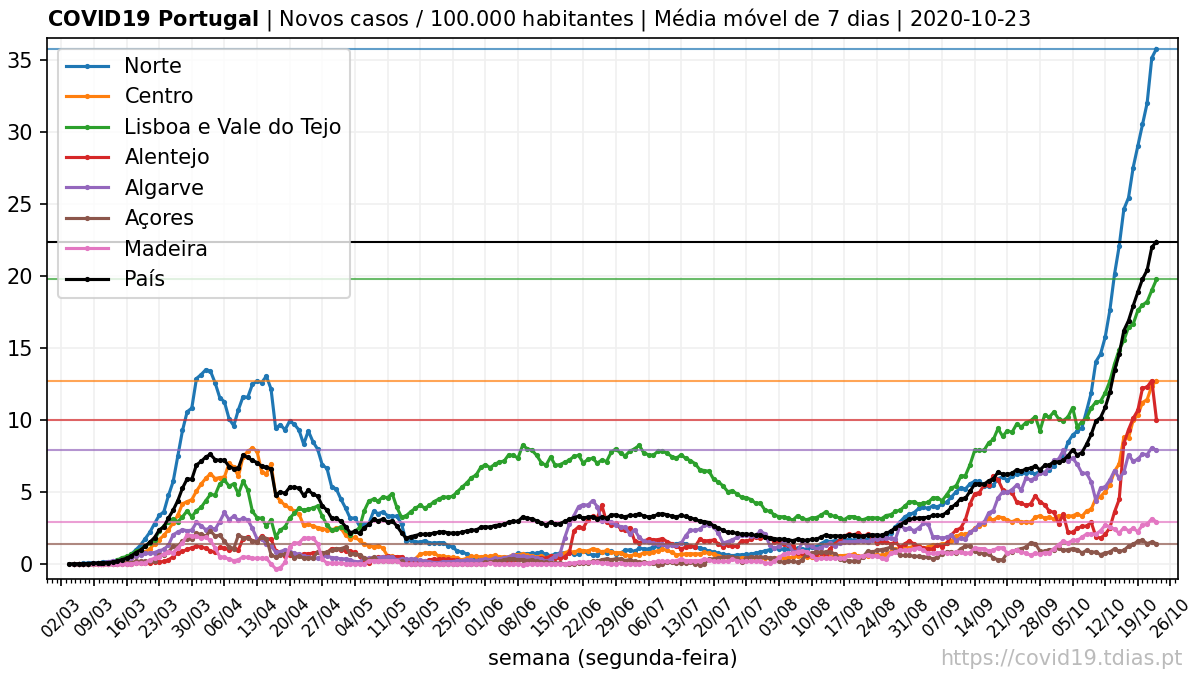 COVID19 Portugal | Novos casos / 100.000 habitantes | Média móvel de 7 dias | 2020-10-23
35
30
25
20
15
10
5
0
Norte
Centro
Lisboa e Vale do Tejo
Alentejo
Algarve
Açores
Madeira
País
02/03 09/03 16/03 23/03 30/03 06/04 13/04 20/04 27/04 04/05 11/05 18/05 25/05 01/06 08/06 15/06 22/06 29/06 06/07 13/07 20/07 27/07 03/08 10/08 17/08 24/08 31/08 07/09 14/09 21/09 28/09 05/10 12/10 19/10 26/10
semana (segunda-feira)
https://covid19.tdias.pt